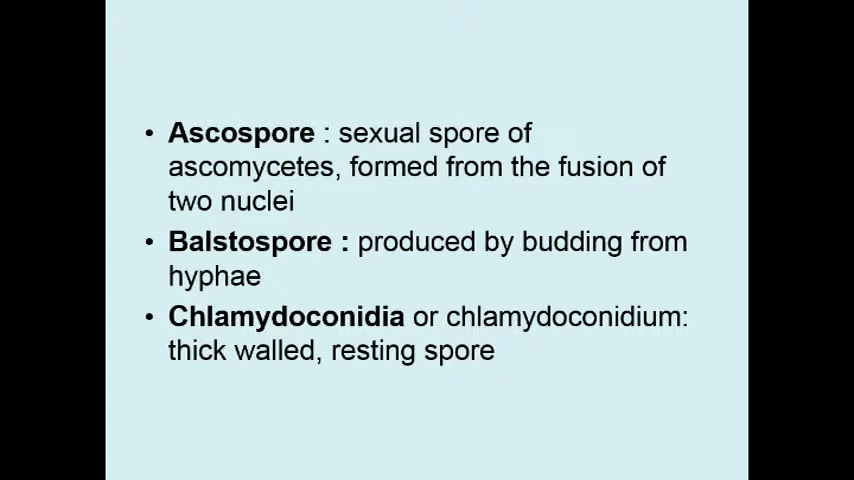 • Ascospore : sexual spore of
ascomycetes, formed from the fusion of
two nuclei
• Balstospore : produced by budding from
hyphae
• Chlamydoconidia or chlamydoconidium:
thick walled, resting spore